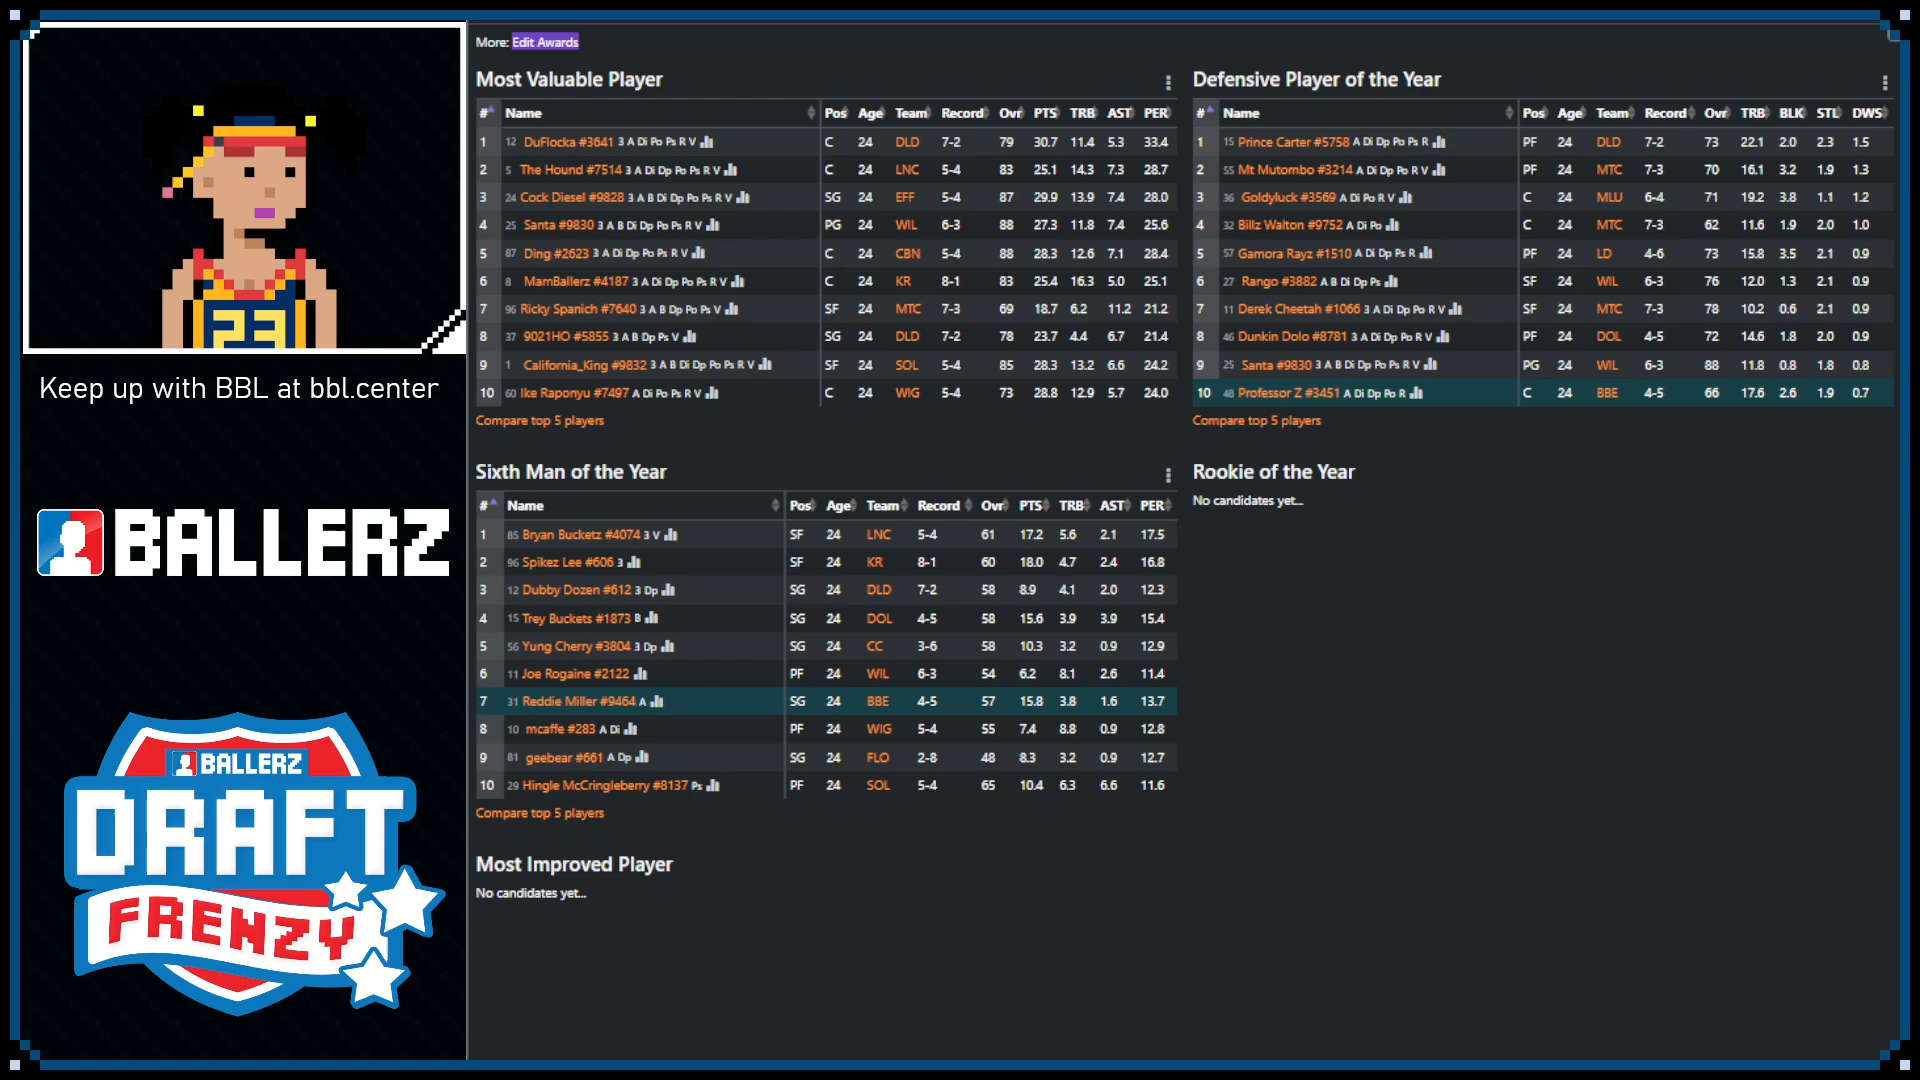 23
Keep up with BBL at bbl.center
BALLERZ
BALLERZ
DRAFT
FRENZY
More: Edit Awards
Most Valuable Player
# Name Pos Age Team Record Ovr PTS TRB AST PER
1 12 DuFlocka #3641 3 A Di Po Ps R V C 24 DLD 7-2 79 30.7 11.4 5.3 33.4
2 5 The Hound #7514 3 A Di Dp Po Ps R V C 24 LNC 5-4 83 25.1 14.3 7.3 28.7
3 24 Cock Diesel #9828 3 A B Di Dp Po Ps R V SG 24 EFF 5-4 87 29.9 13.9 7.4 28.0
4 25 Santa #9830 3 A B Di Dp Po Ps R V PG 24 WIL 6-3 88 27.3 11.8 7.4 25.6
5 87 Ding #2623 3 A Di Dp Po Ps R V C 24 CBN 5-4 88 28.3 12.6 7.1 28.4
6 8 MamBallerz #4187 3 A Di Dp Po Ps R V C 24 KR 8-1 83 25.4 16.3 5.0 25.1
7 96 Ricky Spanich #7640 3 A B Dp Po Ps V SF 24 MTC 7-3 69 18.7 6.2 11.2 21.2
8 37 9021HO #5855 3 A B Dp Ps V SG 24 DLD 7-2 78 23.7 4.4 6.7 21.4
9 1 California_King #9832 3 A B Di Dp Po Ps R V SF 24 SOL 5-4 85 28.3 13.2 6.6 24.2
10 60 Ike Raponyu #7497 A Di Po Ps R V C 24 WIG 5-4 73 28.8 12.9 5.7 24.0
Compare top 5 players
Defensive Player of the Year
# Name Pos Age Team Record Ovr TRB BLK STL DWS
1 15 Prince Carter #5758 A Di Dp Po Ps R PF 24 DLD 7-2 73 22.1 2.0 2.3 1.5
2 55 Mt Mutombo #3214 A Di Dp Po R V PF 24 MTC 7-3 70 16.1 3.2 1.9 1.3
3 36 Goldyluck #3569 A Di Po R V C 24 MLU 6-4 71 19.2 3.8 1.1 1.2
4 32 Billz Walton #9752 A Di Po C 24 MTC 7-3 62 11.6 1.9 2.0 1.0
5 57 Gamora Rayz #1510 A Di Dp Ps R PF 24 LD 4-6 73 15.8 3.5 2.1 0.9
6 27 Rango #3882 A B Di Dp Ps SF 24 WIL 6-3 76 12.0 1.3 2.1 0.9
7 11 Derek Cheetah #1066 3 A Di Dp Po R V SF 24 MTC 7-3 78 10.2 0.6 2.1 0.9
8 46 Dunkin Dolo #8781 3 A Di Dp R V PF 24 DOL 4-5 72 14.6 1.8 2.0 0.9
9 25 Santa #9830 3 A B Di Dp Po Ps R V PG 24 WIL 6-3 88 11.8 0.8 1.8 0.8
10 48 Professor Z #3451 A Di Dp Po R C 24 BBE 4-5 66 17.6 2.6 1.9 0.7
Compare top 5 players
Sixth Man of the Year
# Name Pos Age Team Record Ovr PTS TRB AST PER
1 85 Bryan Bucketz #4074 3 V SF 24 LNC 5-4 61 17.2 5.6 2.1 17.5
2 96 Spikez Lee #606 3 SF 24 KR 8-1 60 18.0 4.7 2.4 16.8
3 12 Dubby Dozen #612 3 Dp SG 24 DLD 7-2 58 8.9 4.1 2.0 12.3
4 15 Trey Buckets #1873 B SG 24 DOL 4-5 58 15.6 3.9 3.9 15.4
5 56 Yung Cherry #3804 3 Dp SG 24 CC 3-6 58 10.3 3.2 0.9 12.9
6 11 Joe Rogaine #2122 PF 24 WIL 6-3 54 6.2 8.1 2.6 11.4
7 31 Reddie Miller #9464 A SG 24 BBE 4-5 57 15.8 3.8 1.6 13.7
8 10 mcaffe #283 A Di PF 24 WIG 5-4 55 7.4 8.8 0.9 12.8
9 81 geebear #661 A Dp SG 24 FLO 2-8 48 8.3 3.2 0.9 12.7
10 29 Hingle McCringleberry #8137 Ps PF 24 SOL 5-4 65 10.4 6.3 6.6 11.6
Compare top 5 players
Rookie of the Year
No candidates yet...
Most Improved Player
No candidates yet...